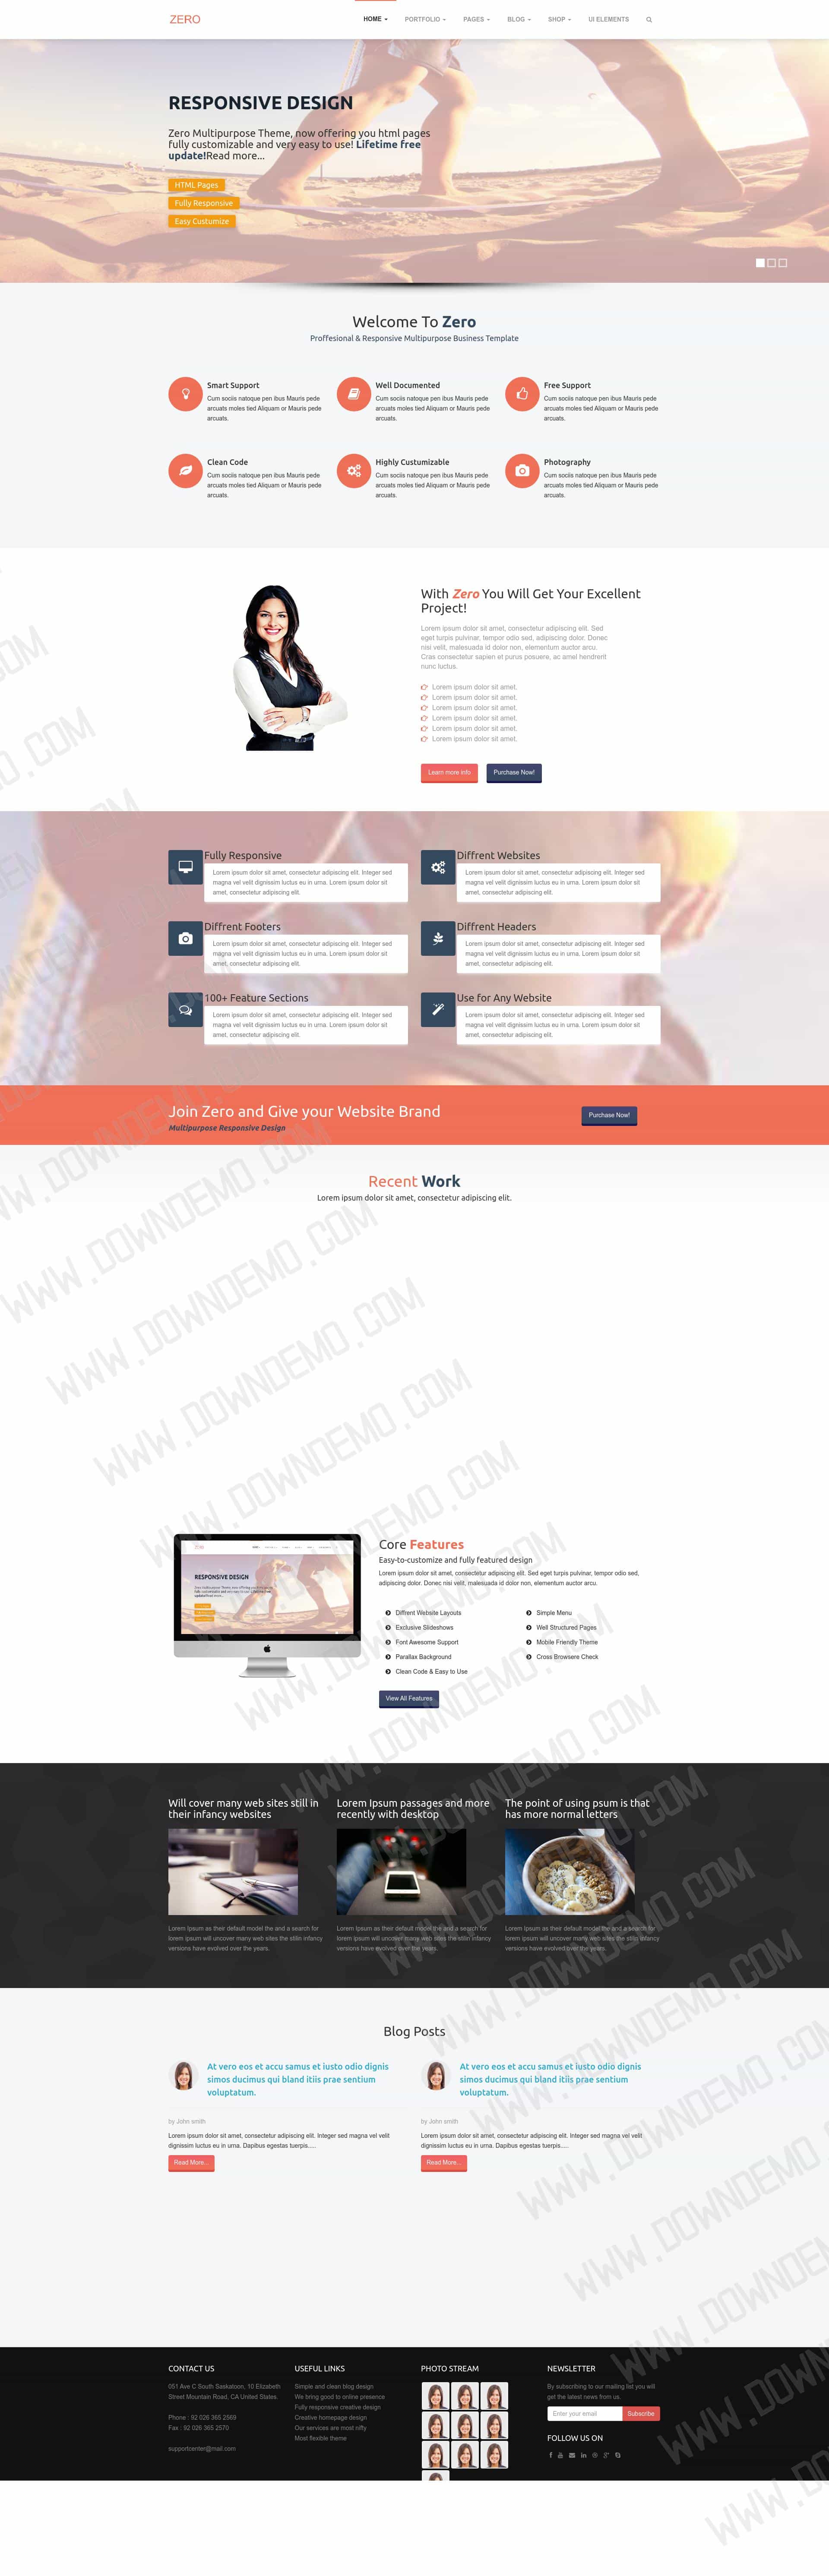 ZERO
HOME
PORTFOLIO
PAGES
BLOG
SHOP
UI ELEMENTS
RESPONSIVE DESIGN
Zero Multipurpose Theme, now offering you html pages
fully customizable and very easy to use! Lifetime free
update!Read more...
HTML Pages
Fully Responsive
Easy Custumize
Welcome To Zero
Proffesional & Responsive Multipurpose Business Template
Smart Support
Cum sociis natoque pen ibus Mauris pede
arcuats moles tied Aliquam or Mauris pede
arcuats.
Well Documented
Cum sociis natoque pen ibus Mauris pede
arcuats moles tied Aliquam or Mauris pede
arcuats.
Free Support
Cum sociis natoque pen ibus Mauris pede
arcuats moles tied Aliquam or Mauris pede
arcuats.
Clean Code
Cum sociis natoque pen ibus Mauris pede
arcuats moles tied Aliquam or Mauris pede
arcuats.
Highly Custumizable
Cum sociis natoque pen ibus Mauris pede
arcuats moles tied Aliquam or Mauris pede
arcuats.
Photography
Cum sociis natoque pen ibus Mauris pede
arcuats moles tied Aliquam or Mauris pede
arcuats.
With Zero You Will Get Your Excellent
Project!
Lorem ipsum dolor sit amet, consectetur adipiscing elit. Sed
eget turpis pulvinar, tempor odio sed, adipiscing dolor. Donec
nisi velit, malesuada id dolor non, elementum auctor arcu.
Cras consectetur sapien et purus posuere, ac amel hendrerit
nunc luctus.
Lorem ipsum dolor sit amet.
Lorem ipsum dolor sit amet.
Lorem ipsum dolor sit amet.
Lorem ipsum dolor sit amet.
Lorem ipsum dolor sit amet.
Lorem ipsum dolor sit amet.
Learn more info
Purchase Now!
Fully Responsive
Lorem ipsum dolor sit amet, consectetur adipiscing elit. Integer sed
magna vel velit dignissim luctus eu in urna. Lorem ipsum dolor sit
amet, consectetur adipiscing elit.
Diffrent Websites
Lorem ipsum dolor sit amet, consectetur adipiscing elit. Integer sed
magna vel velit dignissim luctus eu in urna. Lorem ipsum dolor sit
amet, consectetur adipiscing elit.
Diffrent Footers
Lorem ipsum dolor sit amet, consectetur adipiscing elit. Integer sed
magna vel velit dignissim luctus eu in urna. Lorem ipsum dolor sit
amet, consectetur adipiscing elit.
Diffrent Headers
Lorem ipsum dolor sit amet, consectetur adipiscing elit. Integer sed
magna vel velit dignissim luctus eu in urna. Lorem ipsum dolor sit
amet, consectetur adipiscing elit.
100+ Feature Sections
Lorem ipsum dolor sit amet, consectetur adipiscing elit. Integer sed
magna vel velit dignissim luctus eu in urna. Lorem ipsum dolor sit
amet, consectetur adipiscing elit.
Use for Any Website
Lorem ipsum dolor sit amet, consectetur adipiscing elit. Integer sed
magna vel velit dignissim luctus eu in urna. Lorem ipsum dolor sit
amet, consectetur adipiscing elit.
Join Zero and Give your Website Brand
Multipurpose Responsive Design
Purchase Now!
Recent Work
Lorem ipsum dolor sit amet, consectetur adipiscing elit.
WWW.DOWNDEMO.COM
RESPONSIVE DESIGN
Core Features
Easy-to-customize and fully featured design
Lorem ipsum dolor sit amet, consectetur adipiscing elit. Sed eget turpis pulvinar, tempor odio sed,
adipiscing dolor. Donec nisi velit, malesuada id dolor non, elementum auctor arcu.
Diffrent Website Layouts
Exclusive Slideshows
Font Awesome Support
Parallax Background
Clean Code & Easy to Use
Simple Menu
Well Structured Pages
Mobile Friendly Theme
Cross Browsere Check
View All Features
Will cover many web sites still in
their infancy websites
Lorem Ipsum as their default model the and a search for
lorem ipsum will uncover many web sites the stilin infancy
versions have evolved over the years.
Lorem Ipsum passages and more
recently with desktop
Lorem Ipsum as their default model the and a search for
lorem ipsum will uncover many web sites the stilin infancy
versions have evolved over the years.
The point of using psum is that
has more normal letters
Lorem Ipsum as their default model the and a search for
lorem ipsum will uncover many web sites the stilin infancy
versions have evolved over the years.
Blog Posts
At vero eos et accu samus et iusto odio dignis
simos ducimus qui bland itiis prae sentium
voluptatum.
by John smith
Lorem ipsum dolor sit amet, consectetur adipiscing elit. Integer sed magna vel velit
dignissim luctus eu in urna. Dapibus egestas tuerpis.....
Read More...
At vero eos et accu samus et iusto odio dignis
simos ducimus qui bland itiis prae sentium
voluptatum.
by John smith
Lorem ipsum dolor sit amet, consectetur adipiscing elit. Integer sed magna vel velit
dignissim luctus eu in urna. Dapibus egestas tuerpis.....
Read More...
CONTACT US
051 Ave C South Saskatoon, 10 Elizabeth
Street Mountain Road, CA United States.
Phone : 92 026 365 2569
Fax : 92 026 365 2570
supportcenter@mail.com
USEFUL LINKS
Simple and clean blog design
We bring good to online presence
Fully responsive creative design
Creative homepage design
Our services are most nifty
Most flexible theme
PHOTO STREAM
NEWSLETTER
By subscribing to our mailing list you will
get the latest news from us.
Enter your email
Subscribe
FOLLOW US ON